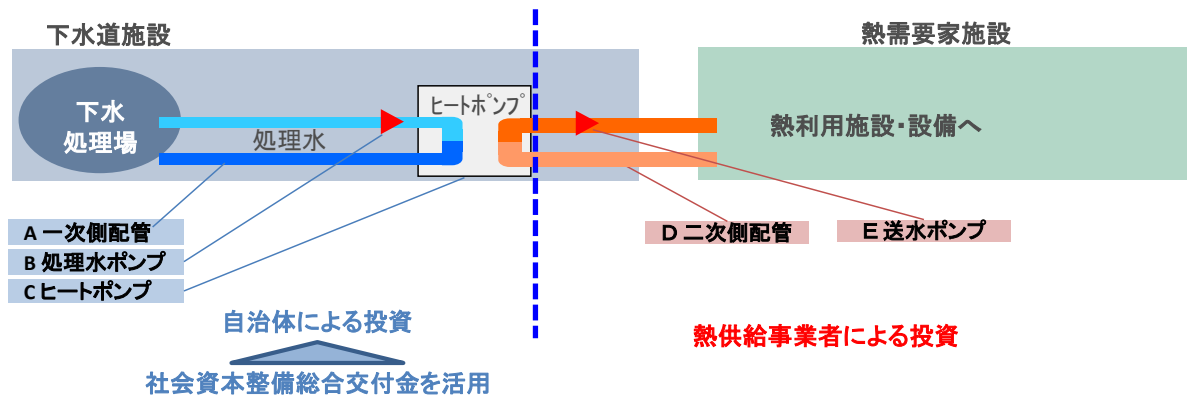 下水道施設
熱需要家施設
下水
処理場
処理水
ヒートポンプ
熱利用施設・設備へ
A 一次側配管
B 処理水ポンプ
C ヒートポンプ
D 二次側配管
E 送水ポンプ
自治体による投資
熱供給事業者による投資
社会資本整備総合交付金を活用